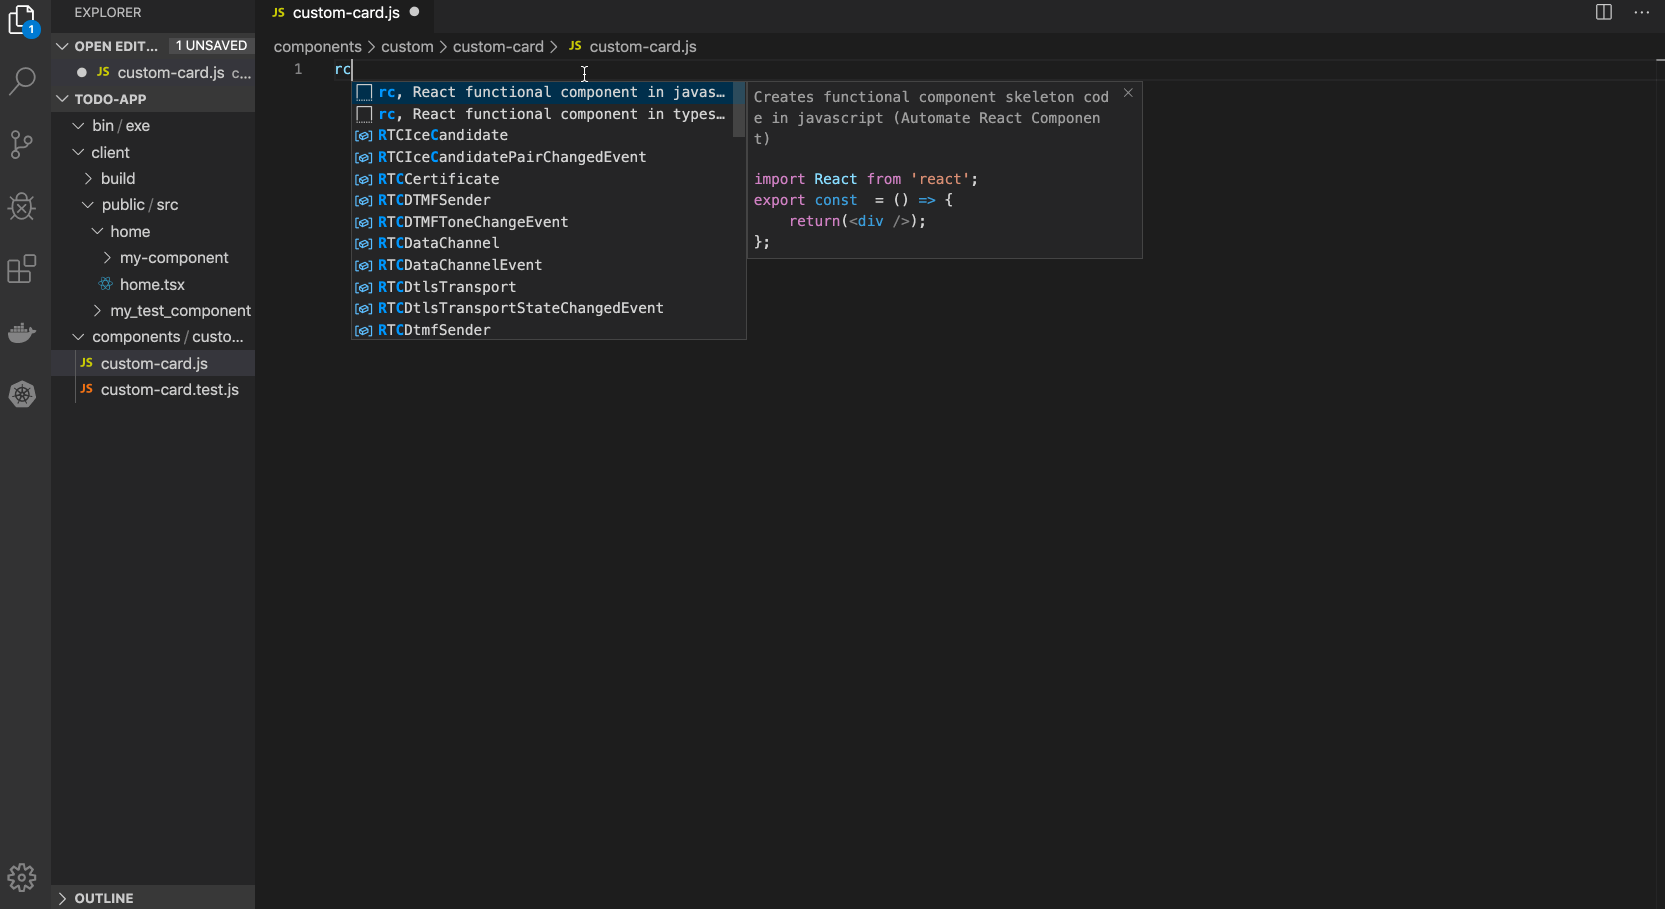 EXPLORER
JS custom-card.js
1
OPEN EDIT... 1 UNSAVED
JS custom-card.js c...
TODO-APP
bin / exe
client
build
public / src
home
my-component
home.tsx
my_test_component
components / custo...
JS custom-card.js
JS custom-card.test.js
OUTLINE
components > custom > custom-card > JS custom-card.js
1 rc
rc, React functional component in javas...
rc, React functional component in types...
RTCIceCandidate
RTCIceCandidatePairChangedEvent
RTCCertificate
RTCDTMFSender
RTCDTMFToneChangeEvent
RTCDataChannel
RTCDataChannelEvent
RTCDtlsTransport
RTCDtlsTransportStateChangedEvent
RTCDtmfSender
Creates functional component skeleton cod
e in javascript (Automate React Componen
t)
import React from 'react';
export const  = () => {
    return(<div />);
};